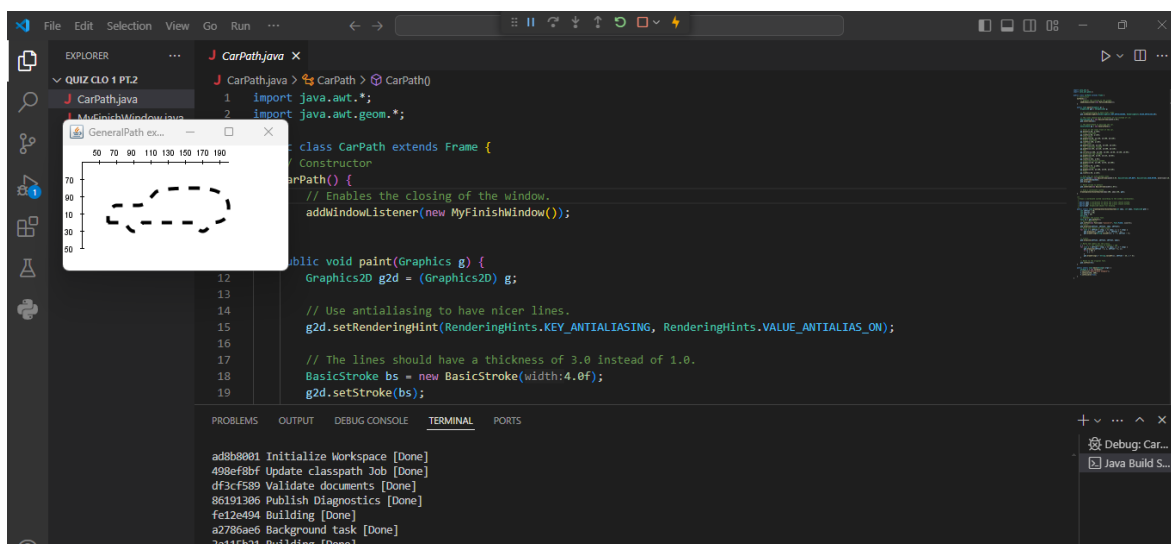 File Edit Selection View Go Run ...
EXPLORER ...
QUIZ CLO 1 PT.2
J CarPath.java
J MyFinishWindow.java
GeneralPath ex...
50 70 90 110 130 150 170 190
70
90
10
30
50
1
J CarPath.java
J CarPath.java > CarPath > CarPath()
1 import java.awt.*;
2 import java.awt.geom.*;
class CarPath extends Frame {
Constructor
arPath() {
// Enables the closing of the window.
addWindowListener(new MyFinishWindow());
ublic void paint(Graphics g) {
12 Graphics2D g2d = (Graphics2D) g;
13
14 // Use antialiasing to have nicer lines.
15 g2d.setRenderingHint(RenderingHints.KEY_ANTIALIASING, RenderingHints.VALUE_ANTIALIAS_ON);
16
17 // The lines should have a thickness of 3.0 instead of 1.0.
18 BasicStroke bs = new BasicStroke(width:4.0f);
19 g2d.setStroke(bs);
PROBLEMS OUTPUT DEBUG CONSOLE TERMINAL PORTS
ad8b8001 Initialize Workspace [Done]
498ef8bf Update classpath Job [Done]
df3cf589 Validate documents [Done]
86191306 Publish Diagnostics [Done]
fe12e494 Building [Done]
a2786ae6 Background task [Done]
Building [Done]
Debug: Car...
Java Build S...